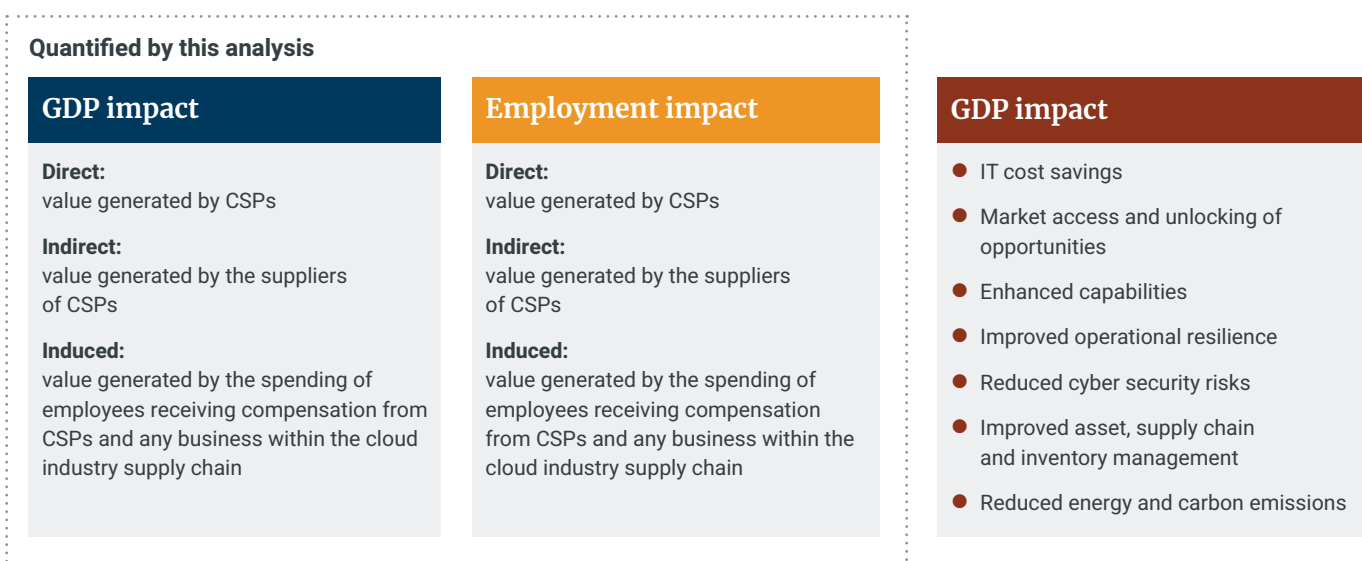 Quantified by this analysis
GDP impact
Direct:
value generated by CSPs
Indirect:
value generated by the suppliers
of CSPs
Induced:
value generated by the spending of
employees receiving compensation from
CSPs and any business within the cloud
industry supply chain
Employment impact
Direct:
value generated by CSPs
Indirect:
value generated by the suppliers
of CSPs
Induced:
value generated by the spending of
employees receiving compensation
from CSPs and any business within the
cloud industry supply chain
GDP impact
IT cost savings
Market access and unlocking of
opportunities
Enhanced capabilities
Improved operational resilience
Reduced cyber security risks
Improved asset, supply chain
and inventory management
Reduced energy and carbon emissions